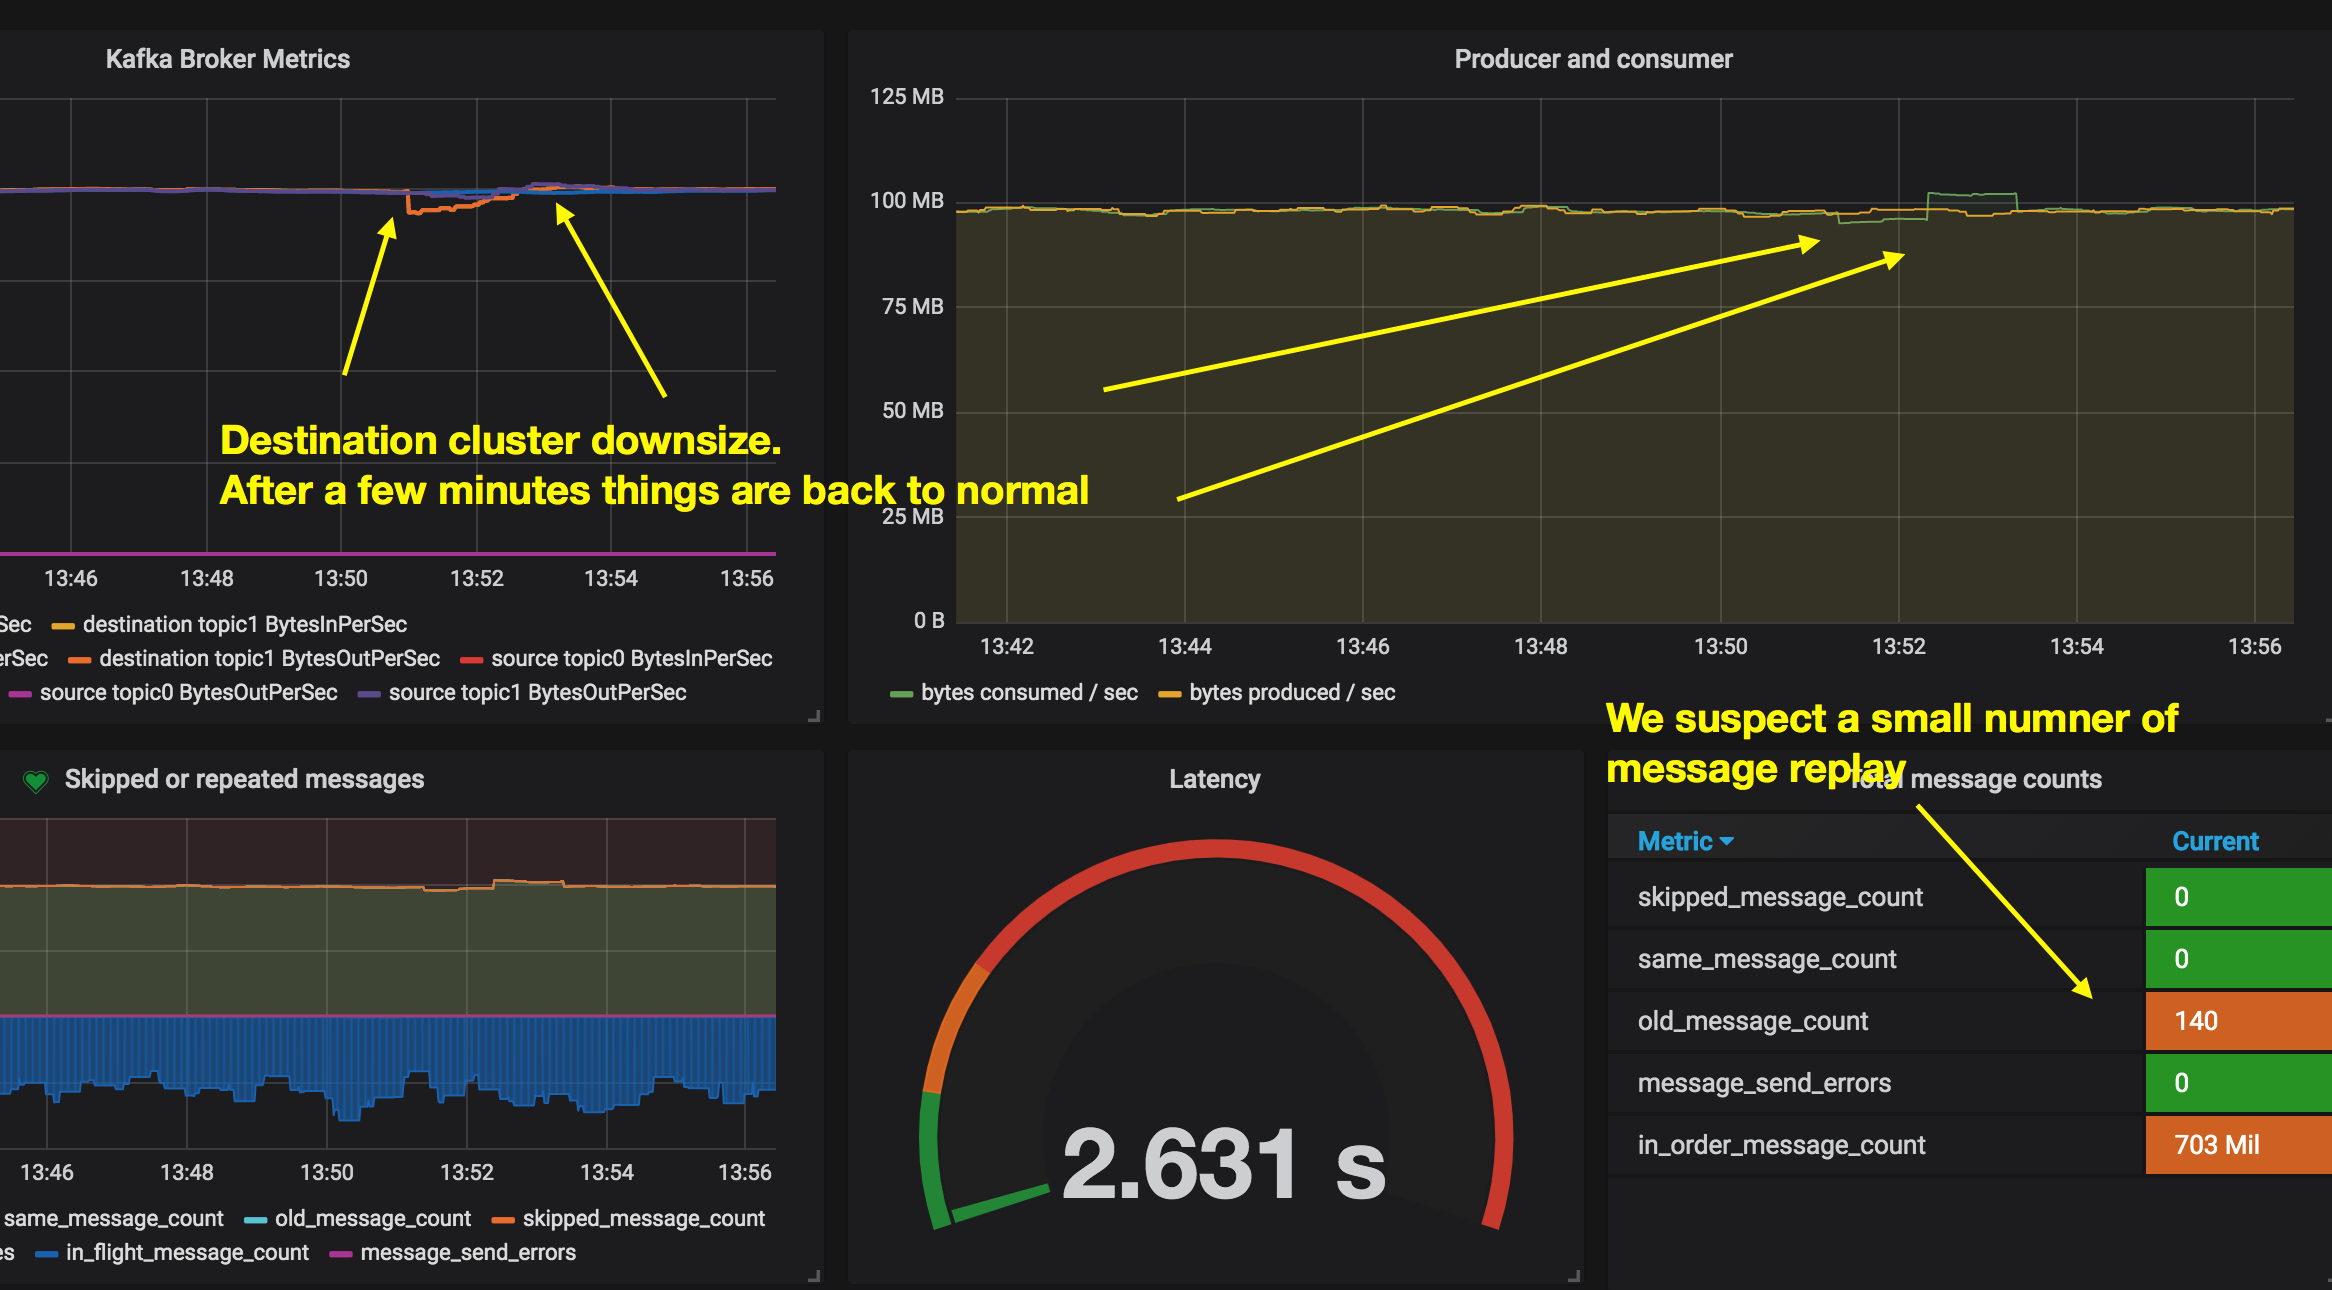 Kafka Broker Metrics
13:46 13:48 13:50 13:52 13:54 13:56
Sec destination topic1 BytesInPerSec
erSec destination topic1 BytesOutPerSec source topic0 BytesInPerSec
source topic0 BytesOutPerSec source topic1 BytesOutPerSec
Destination cluster downsize.
After a few minutes things are back to normal
Producer and consumer
125 MB
100 MB
75 MB
50 MB
25 MB
0 B
13:42 13:44 13:46 13:48 13:50 13:52 13:54 13:56
bytes consumed / sec bytes produced / sec
We suspect a small numner of
message replay
Skipped or repeated messages
13:46 13:48 13:50 13:52 13:54 13:56
same_message_count old_message_count skipped_message_count
es in_flight_message_count message_send_errors
Latency
2.631 s
Total message counts
Metric Current
skipped_message_count 0
same_message_count 0
old_message_count 140
message_send_errors 0
in_order_message_count 703 Mil